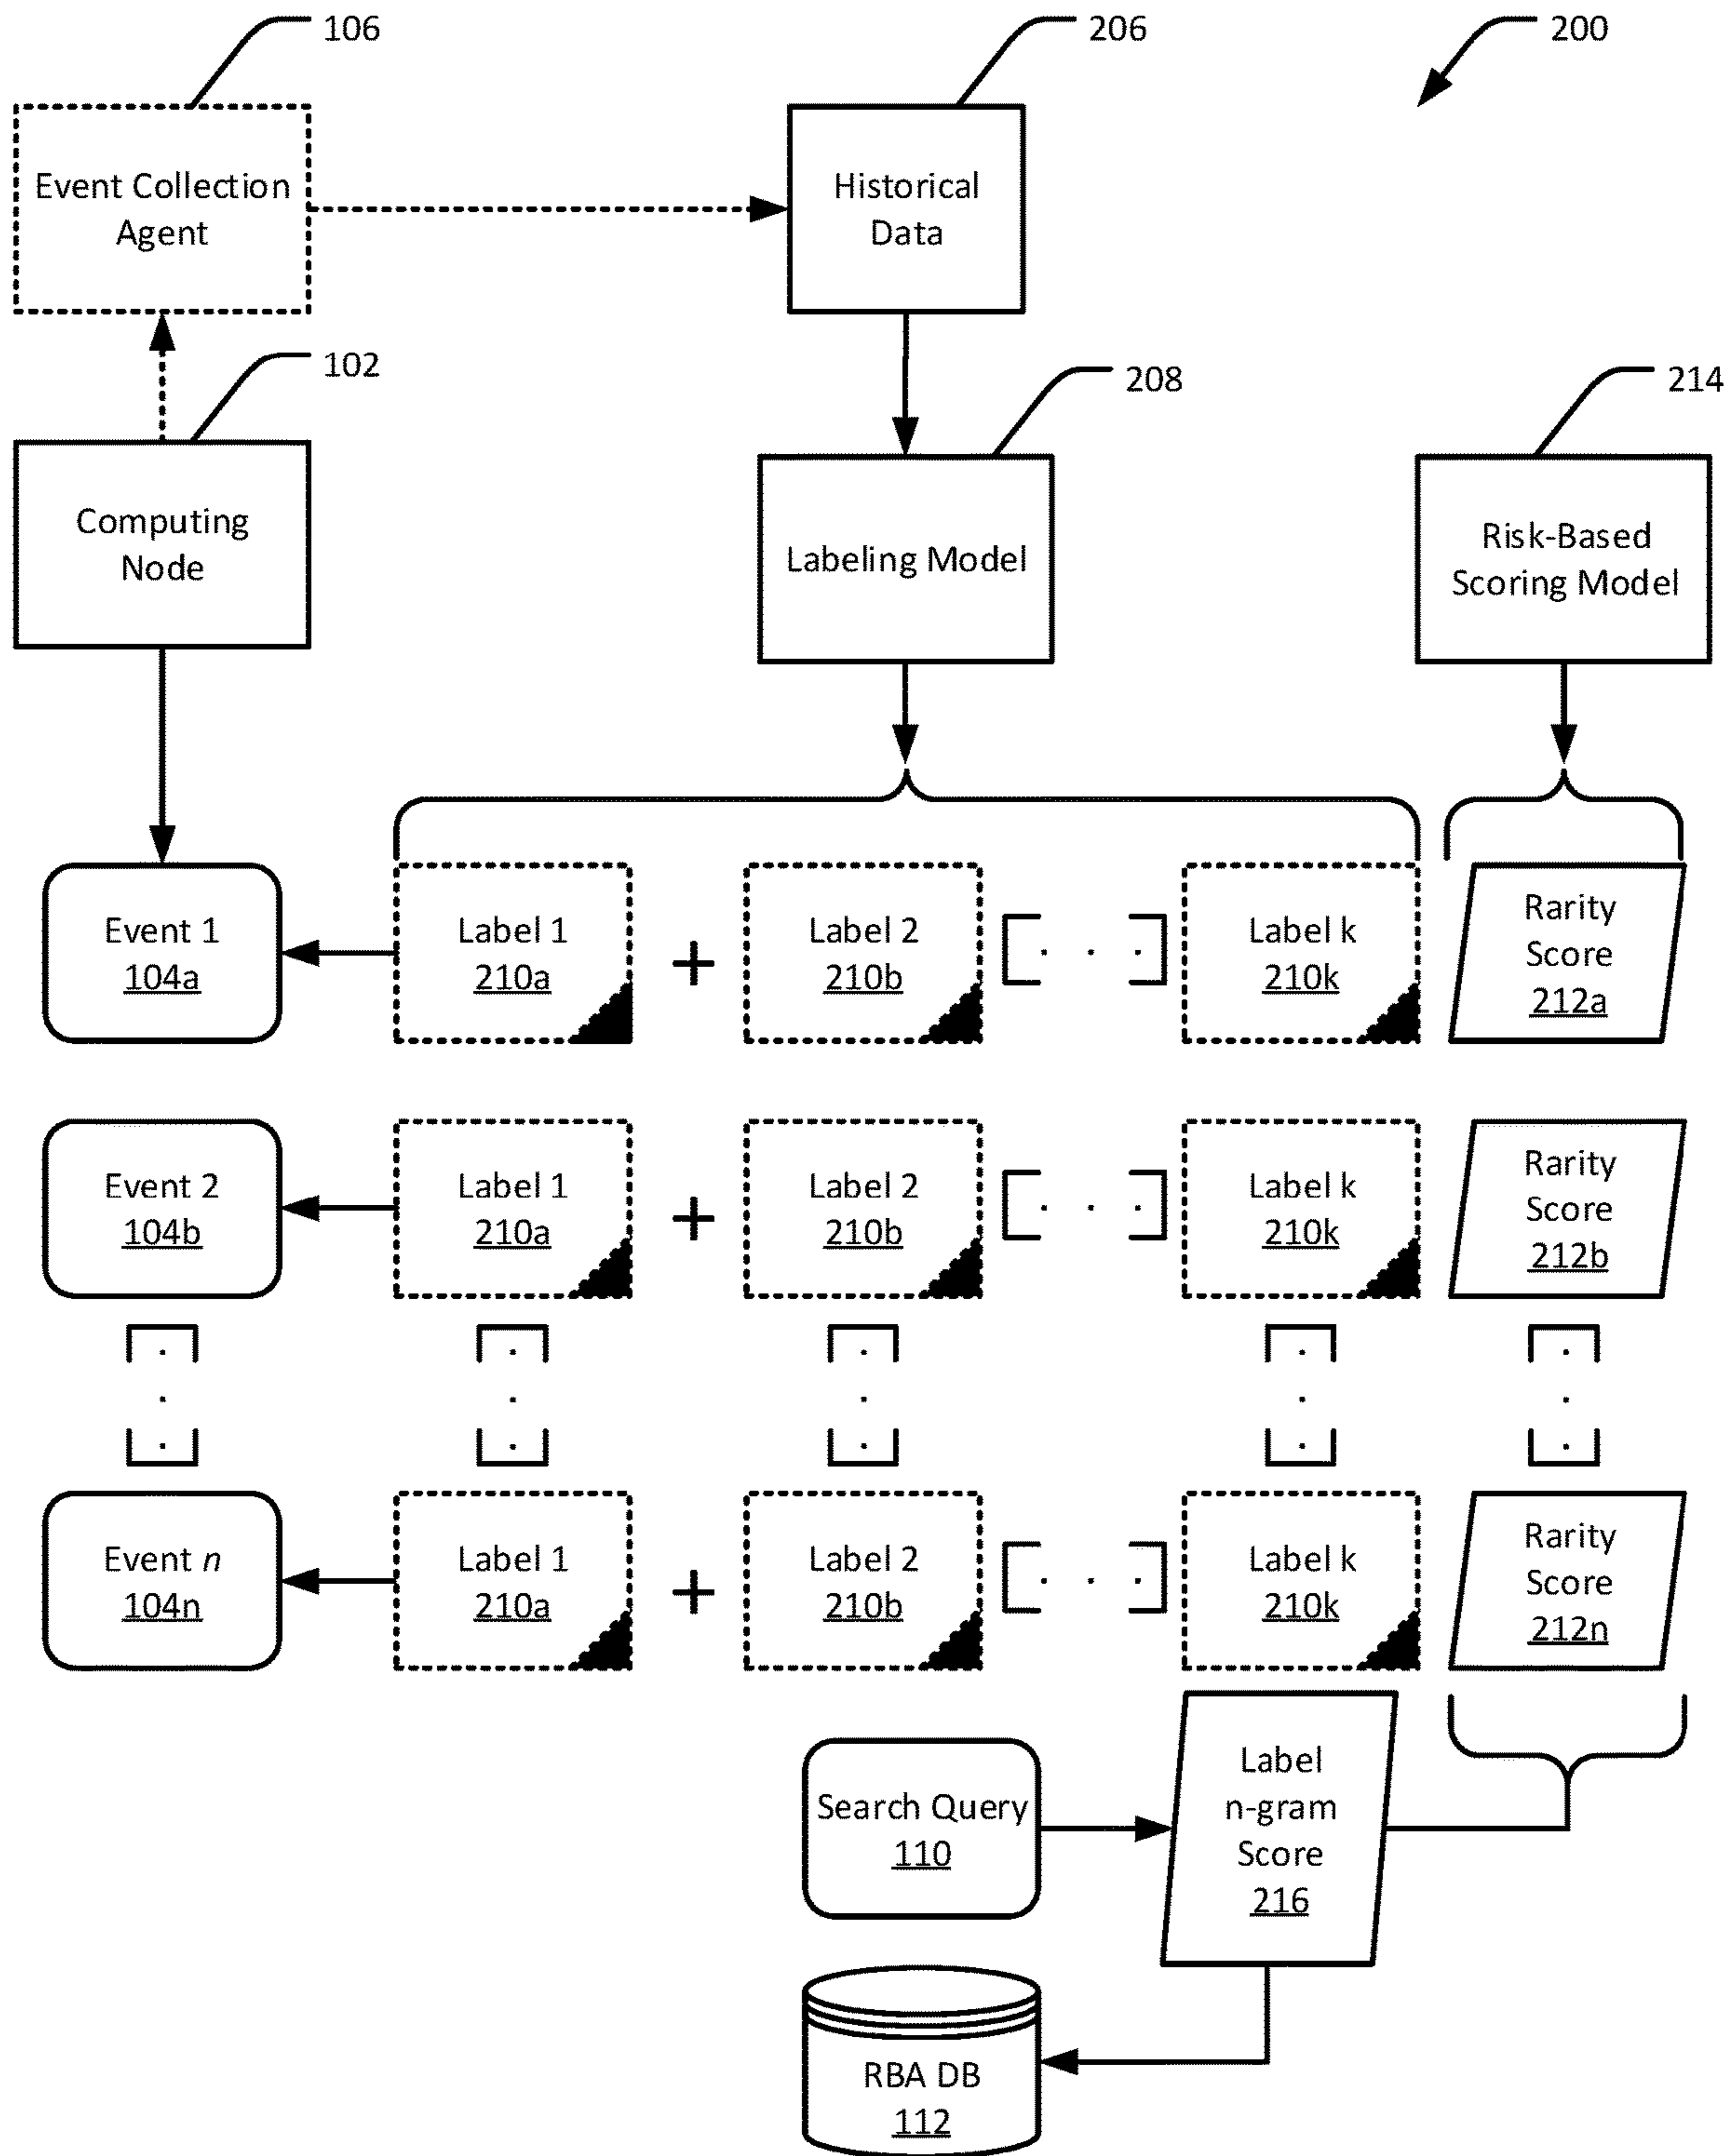 106
206
200
Event Collection
Agent
Historical
Data
102
208
214
Computing
Node
Labeling Model
Risk-Based
Scoring Model
Event 1
104a
Label 1
210a
+
Label 2
210b
[. . .]
Label k
210k
Rarity
Score
212a
Event 2
104b
Label 1
210a
+
Label 2
210b
[. . .]
Label k
210k
Rarity
Score
212b
Event n
104n
Label 1
210a
+
Label 2
210b
[. . .]
Label k
210k
Rarity
Score
212n
Search Query
110
Label
n-gram
Score
216
RBA DB
112